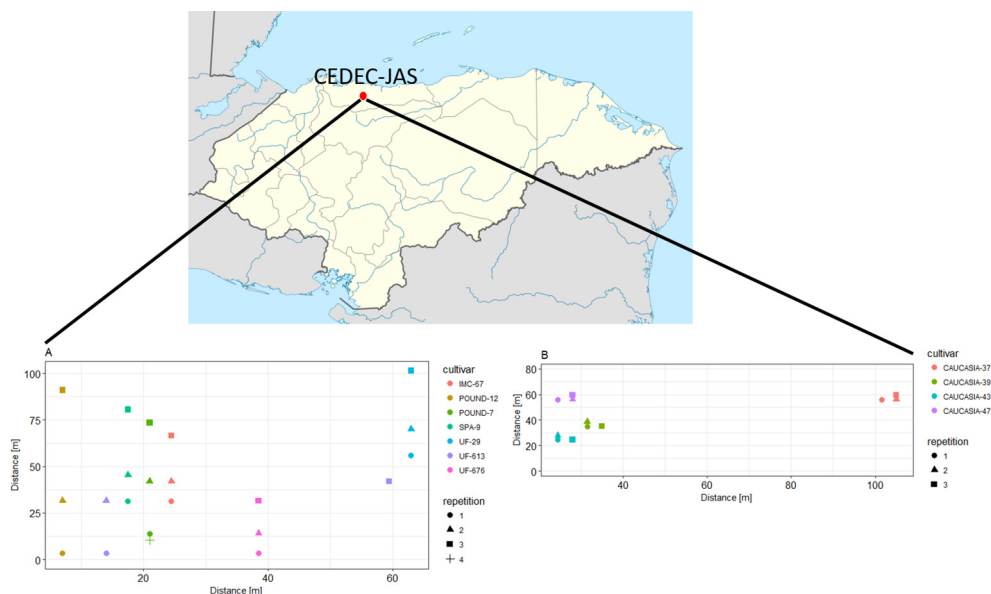 CEDEC-JAS
A
100
75
50
25
0
Distance [m]
20
40
60
Distance [m]
cultivar
IMC-67
POUND-12
POUND-7
SPA-9
UF-29
UF-613
UF-676
repetition
1
2
3
4
B
80
60
40
20
0
Distance [m]
40
60
80
100
Distance [m]
cultivar
CAUCASIA-37
CAUCASIA-39
CAUCASIA-43
CAUCASIA-47
repetition
1
2
3